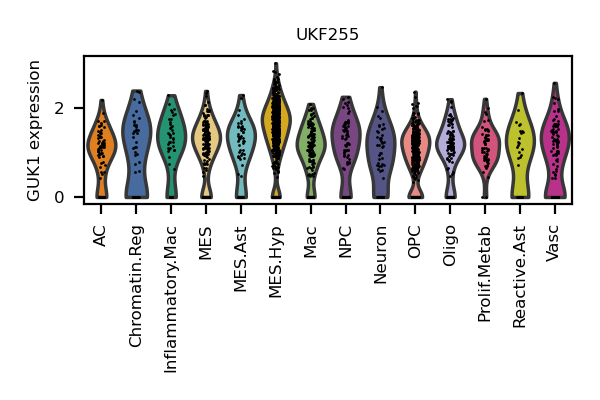 UKF255
GUK1 expression
2
0
AC
Chromatin.Reg
Inflammatory.Mac
MES
MES.Ast
MES.Hyp
Mac
NPC
Neuron
OPC
Oligo
Prolif.Metab
Reactive.Ast
Vasc